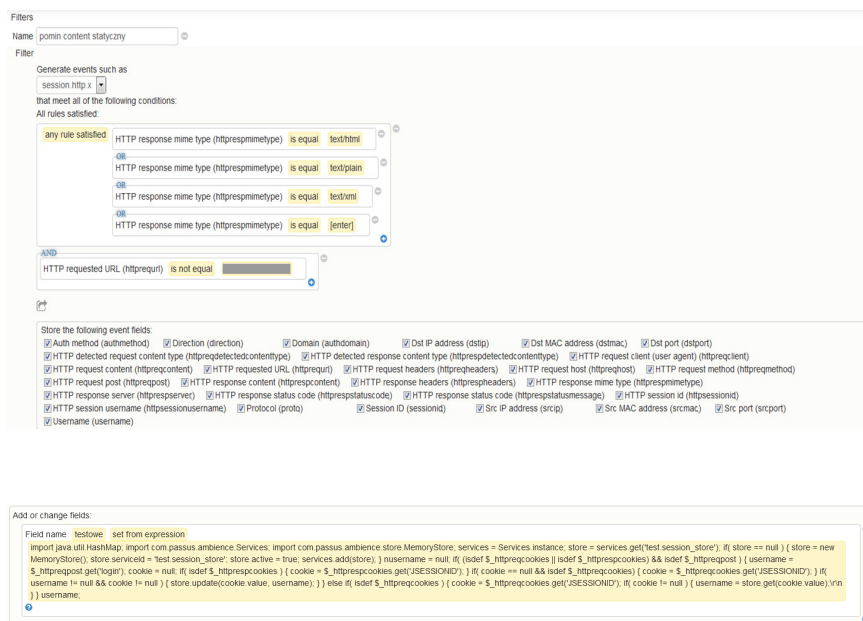 Filters
Name pomin content statyczny
Filter
Generate events such as
session.http.x
that meet all of the following conditions:
All rules satisfied:
any rule satisfied HTTP response mime type (httprespmimetype) is equal text/html
OR
HTTP response mime type (httprespmimetype) is equal text/plain
OR
HTTP response mime type (httprespmimetype) is equal text/xml
OR
HTTP response mime type (httprespmimetype) is equal [enter]
AND
HTTP requested URL (httprequrl) is not equal
Store the following event fields:
Auth method (authmethod) Direction (direction) Domain (authdomain) Dst IP address (dstip) Dst MAC address (dstmac) Dst port (dstport)
HTTP detected request content type (httpreqdetectedcontenttype) HTTP detected response content type (httprespdetectedcontenttype) HTTP request client (user agent) (httpreqclient)
HTTP request content (httpreqcontent) HTTP requested URL (httprequrl) HTTP request headers (httpreqheaders) HTTP request host (httpreqhost) HTTP request method (httpreqmethod)
HTTP request post (httpreqpost) HTTP response content (httprespcontent) HTTP response headers (httprespheaders) HTTP response mime type (httprespmimetype)
HTTP response server (httprespserver) HTTP response status code (httprespstatuscode) HTTP response status code (httprespstatusmessage) HTTP session id (httpsessionid)
HTTP session username (httpsessionusername) Protocol (proto) Session ID (sessionid) Src IP address (srcip) Src MAC address (srcmac) Src port (srcport)
Username (username)
Add or change fields:
Field name testowe set from expression
import java.util.HashMap; import com.passus.ambience.Services; import com.passus.ambience.store.MemoryStore; services = Services.instance; store = services.get('test.session_store'); if( store == null ) { store = new
MemoryStore(); store.serviceId = 'test.session_store'; store.active = true; services.add(store); } nusername = null; if( (isdef $_httpreqcookies || isdef $_httprespcookies) && isdef $_httpreqpost ) { username =
$_httpreqpost.get('login'); cookie = null; if( isdef $_httprespcookies ) { cookie = $_httprespcookies.get('JSESSIONID'); } if( cookie == null && isdef $_httpreqcookies) { cookie = $_httpreqcookies.get('JSESSIONID'); } if(
username != null && cookie != null ) { store.update(cookie.value, username); } } else if( isdef $_httpreqcookies ) { cookie = $_httpreqcookies.get('JSESSIONID'); if( cookie != null ) { username = store.get(cookie.value);\r\n
} } username;